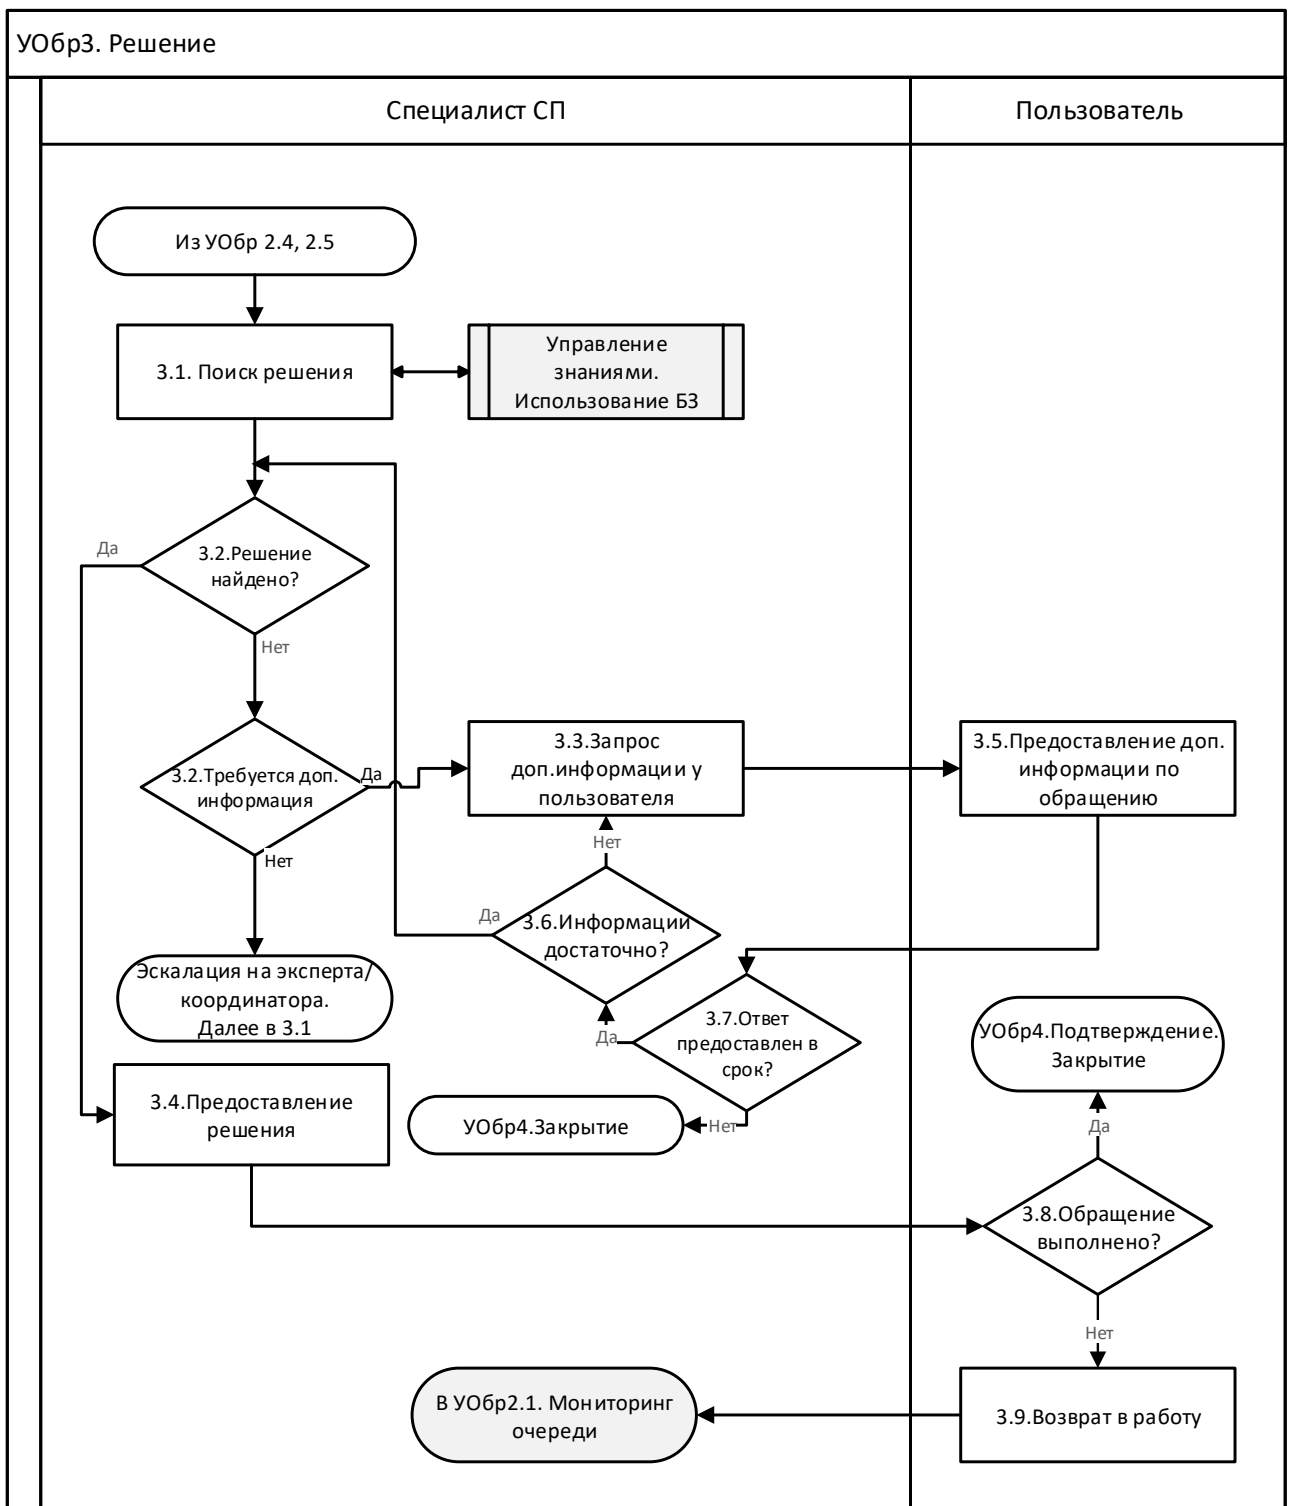 УОбр3. Решение
Специалист СП
Пользователь
Из УОбр 2.4, 2.5
3.1. Поиск решения
Управление
знаниями.
Использование БЗ
3.2.Решение
найдено?
Да
Нет
3.2.Требуется доп.
информация
Да
Нет
3.3.Запрос
доп.информации у
пользователя
3.5.Предоставление доп.
информации по
обращению
Нет
3.6.Информации
достаточно?
Да
Эскалация на эксперта/
координатора.
Далее в 3.1
3.7.Ответ
предоставлен в
срок?
Да
Нет
УОбр4.Закрытие
УОбр4.Подтверждение.
Закрытие
3.4.Предоставление
решения
Да
3.8.Обращение
выполнено?
Нет
3.9.Возврат в работу
В УОбр2.1. Мониторинг
очереди